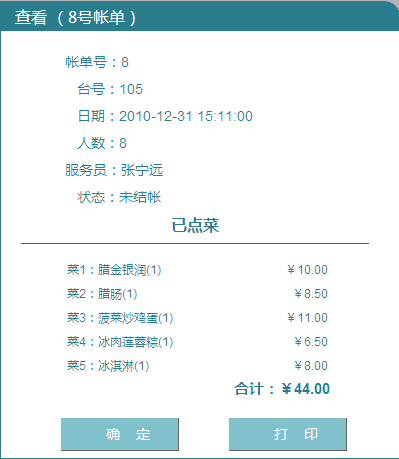 查看 （8号帐单）
帐单号：8
台号：105
日期：2010-12-31 15:11:00
人数：8
服务员：张宁远
状态：未结帐
已点菜
菜1：腊金银润(1) ￥10.00
菜2：腊肠(1) ￥8.50
菜3：菠菜炒鸡蛋(1) ￥11.00
菜4：冰肉莲蓉粽(1) ￥6.50
菜5：冰淇淋(1) ￥8.00
合计：￥44.00
确 定 打 印